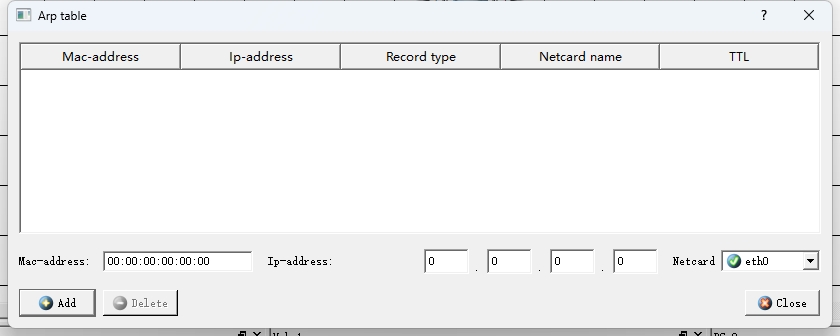 Arp table
?
Mac-address Ip-address Record type Netcard name TTL
Mac-address: 00:00:00:00:00:00 Ip-address: 0 . 0 . 0 . 0 Netcard eth0
Add Delete Close